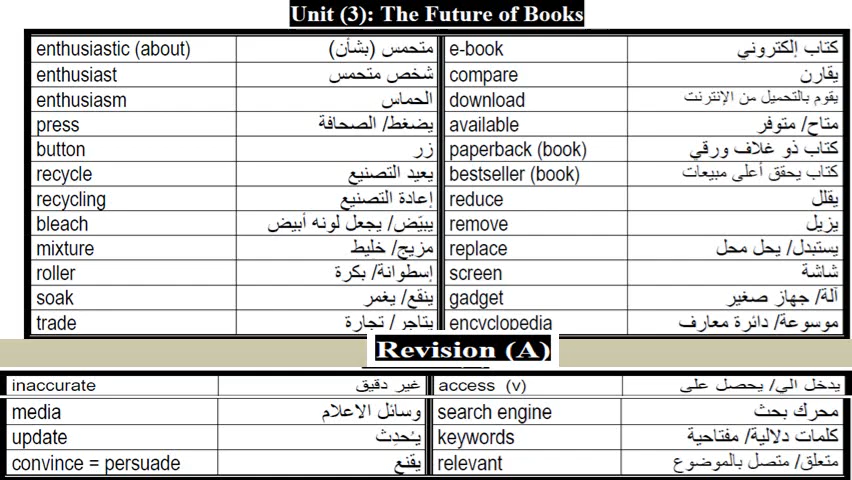 Unit (3): The Future of Books
enthusiastic (about) متحمس (بشأن) e-book كتاب إلكتروني
enthusiast شخص متحمس compare يقارن
enthusiasm الحماس download يقوم بالتحميل من الإنترنت
press يضغط/ الصحافة available متاح/ متوفر
button زر paperback (book) كتاب ذو غلاف ورقي
recycle يعيد التصنيع bestseller (book) كتاب يحقق أعلى مبيعات
recycling إعادة التصنيع reduce يقلل
bleach يبيّض/ يجعل لونه أبيض remove يزيل
mixture مزيج/ خليط replace يستبدل/ يحل محل
roller إسطوانة/ بكرة screen شاشة
soak ينقع/ يغمر gadget آلة/ جهاز صغير
trade يتاجر/ تجارة encyclopedia موسوعة/ دائرة معارف
Revision (A)
inaccurate غير دقيق access (v) يدخل الي/ يحصل على
media وسائل الاعلام search engine محرك بحث
update يُحدِث keywords كلمات دلالية/ مفتاحية
convince = persuade يقنع relevant متعلق/ متصل بالموضوع